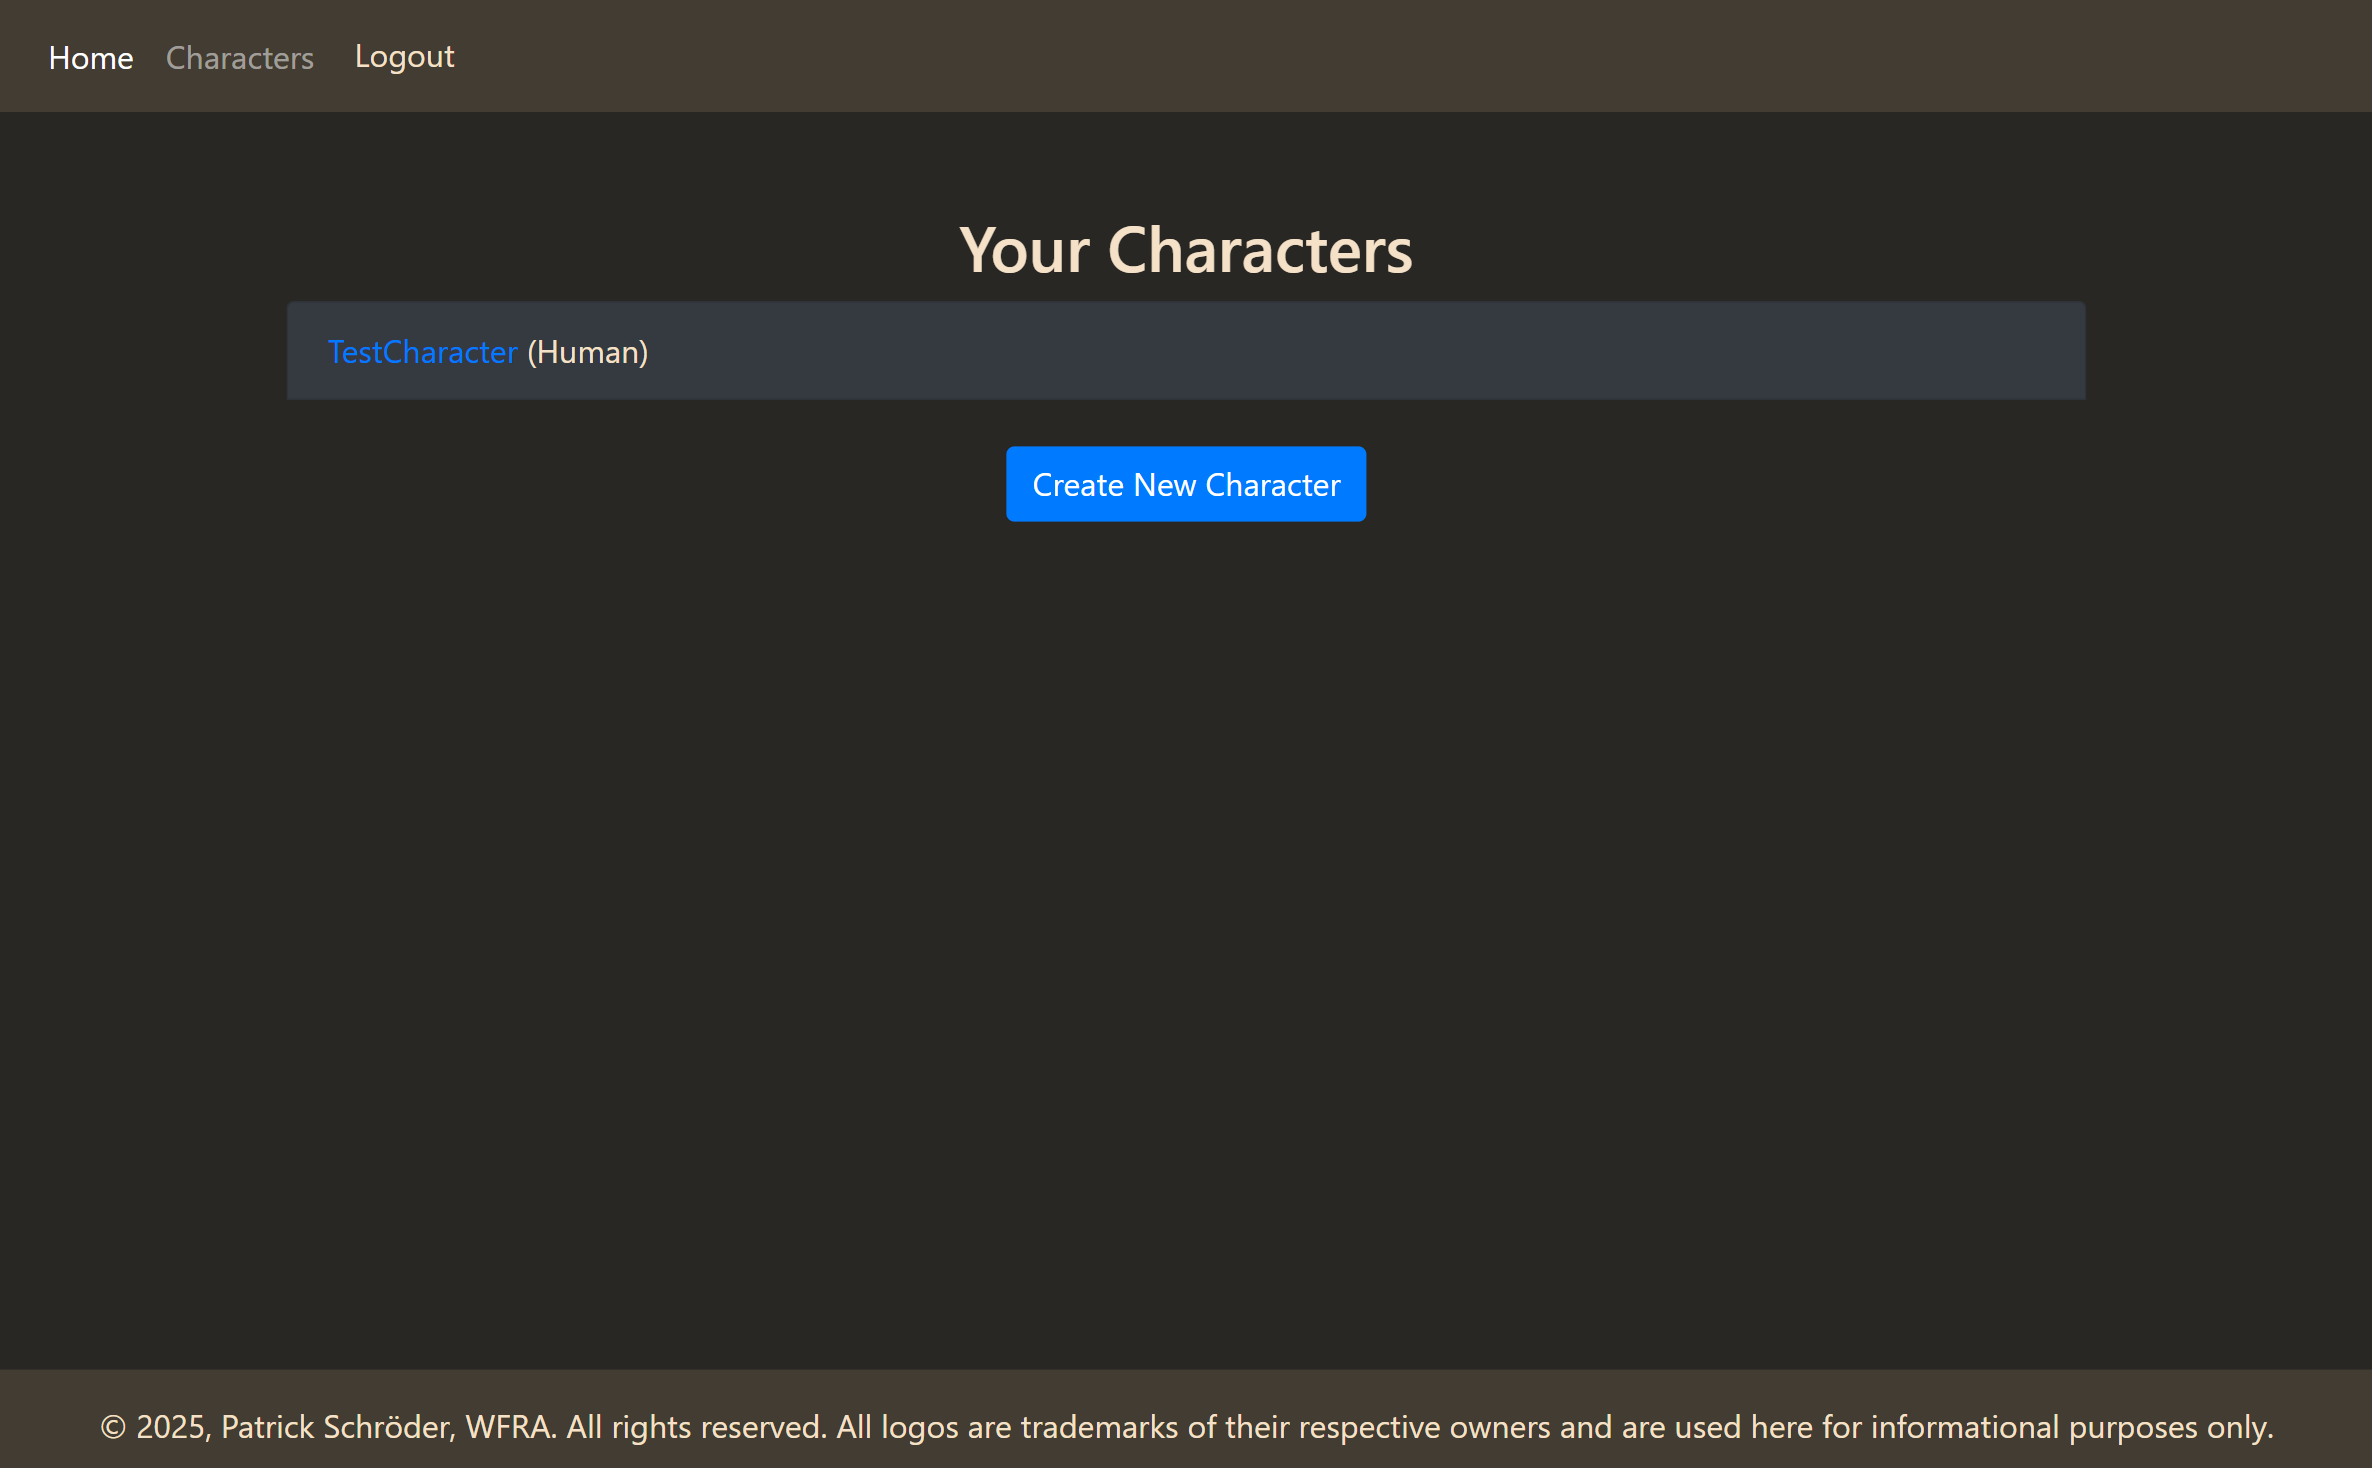 Home Characters Logout
Your Characters
TestCharacter (Human)
Create New Character
© 2025, Patrick Schröder, WFRA. All rights reserved. All logos are trademarks of their respective owners and are used here for informational purposes only.